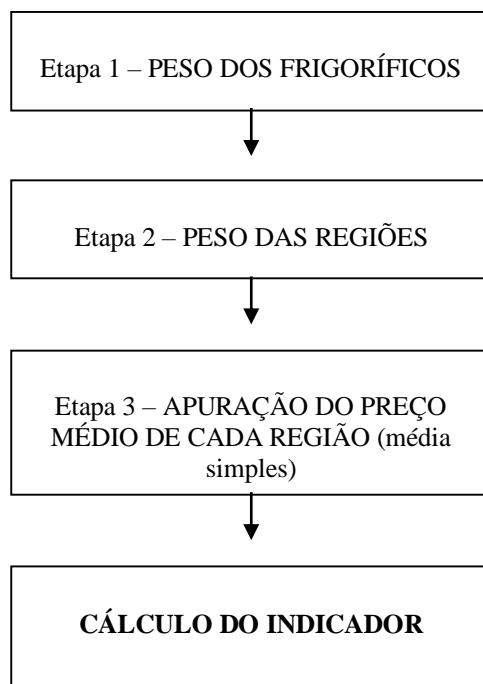 Etapa 1 – PESO DOS FRIGORÍFICOS
Etapa 2 – PESO DAS REGIÕES
Etapa 3 – APURAÇÃO DO PREÇO
MÉDIO DE CADA REGIÃO (média
simples)
CÁLCULO DO INDICADOR